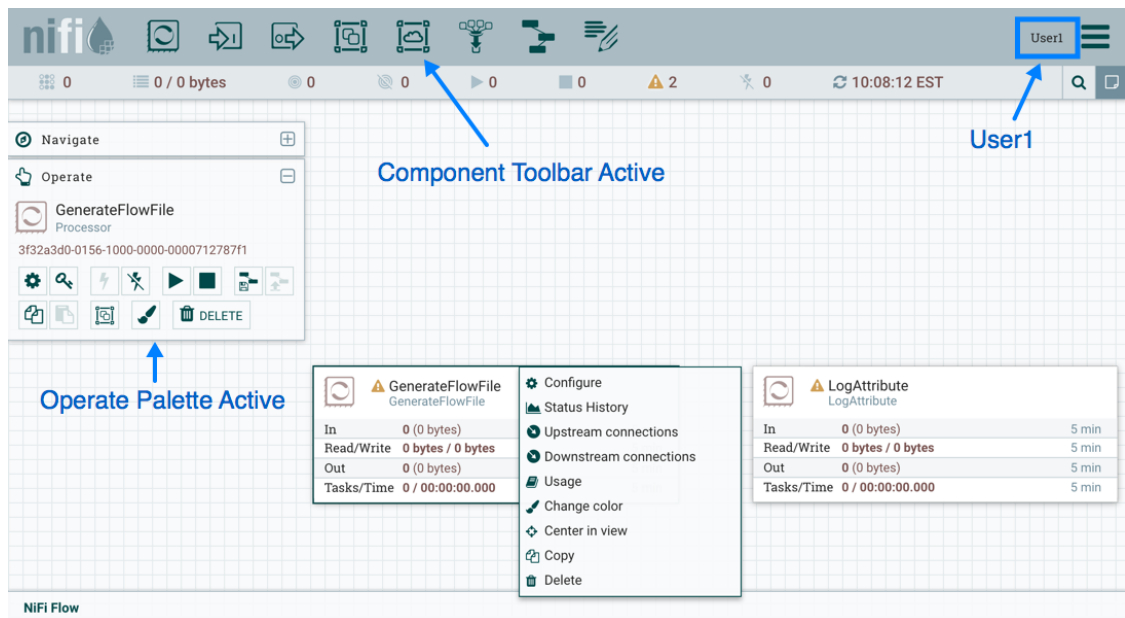 nifi
User1
0
0 / 0 bytes
0
0
0
0
2
0
10:08:12 EST
Navigate
Component Toolbar Active
User1
Operate
GenerateFlowFile
Processor
3f32a3d0-0156-1000-0000-0000712787f1
DELETE
Operate Palette Active
GenerateFlowFile
GenerateFlowFile
In 0 (0 bytes)
Read/Write 0 bytes / 0 bytes
Out 0 (0 bytes)
Tasks/Time 0 / 00:00:00.000
Configure
Status History
Upstream connections
Downstream connections
Usage
Change color
Center in view
Copy
Delete
LogAttribute
LogAttribute
In 0 (0 bytes) 5 min
Read/Write 0 bytes / 0 bytes 5 min
Out 0 (0 bytes) 5 min
Tasks/Time 0 / 00:00:00.000 5 min
NiFi Flow